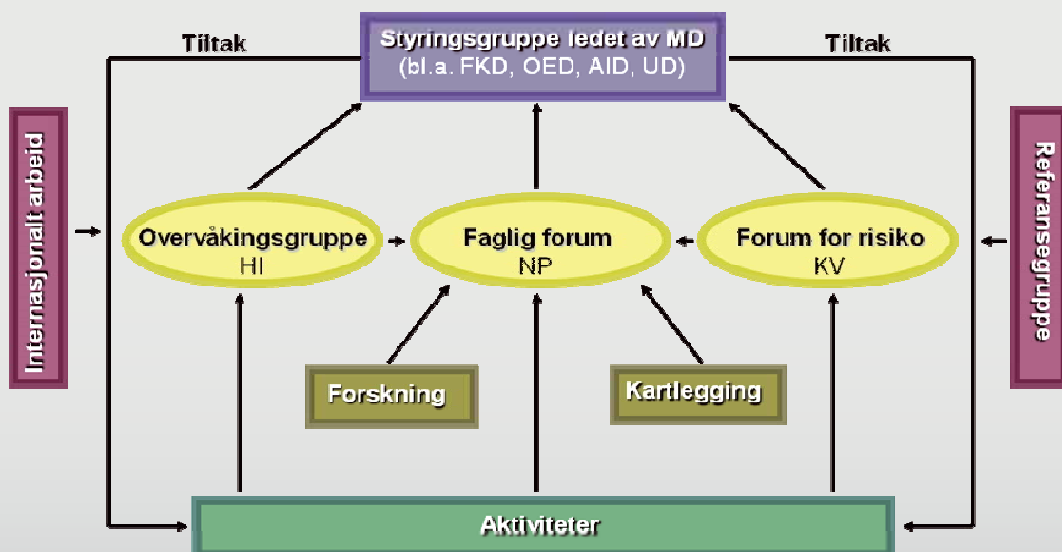 Tiltak
Styringsgruppe ledet av MD
(bl.a. FKD, OED, AID, UD)
Tiltak
Internasjonalt arbeid
Overvåkingsgruppe
HI
Faglig forum
NP
Forum for risiko
KV
Referansegruppe
Forskning
Kartlegging
Aktiviteter